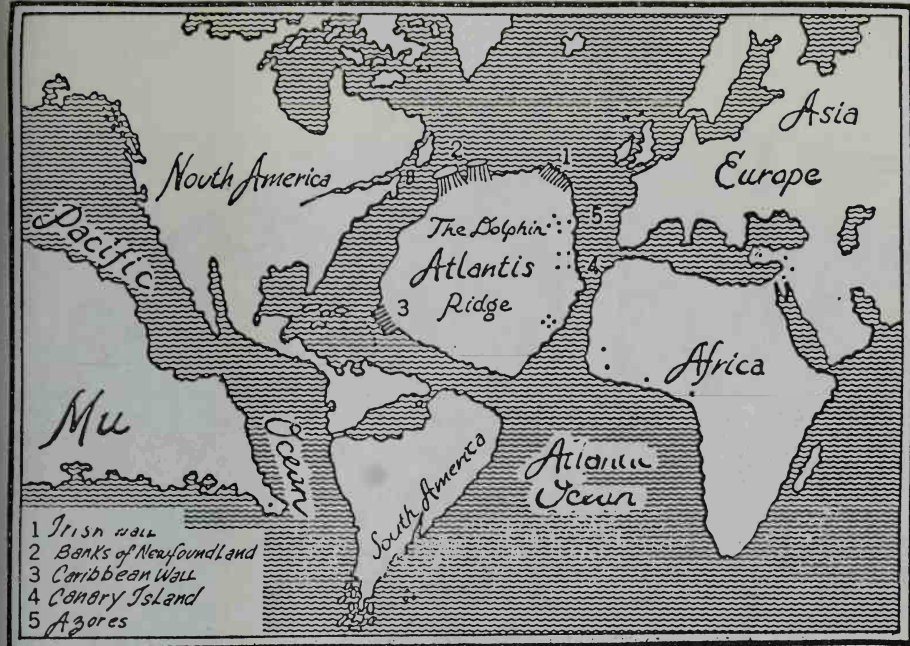 Asia
Europe
Nouth America
2
1
The Dolphin
5
Atlantis
4
Ridge
3
Pacific
Ocean
Africa
Mu
South America
Atlantic
Ocean
1 Irish Wall
2 Banks of Newfoundland
3 Caribbean Wall
4 Canary Island
5 Azores